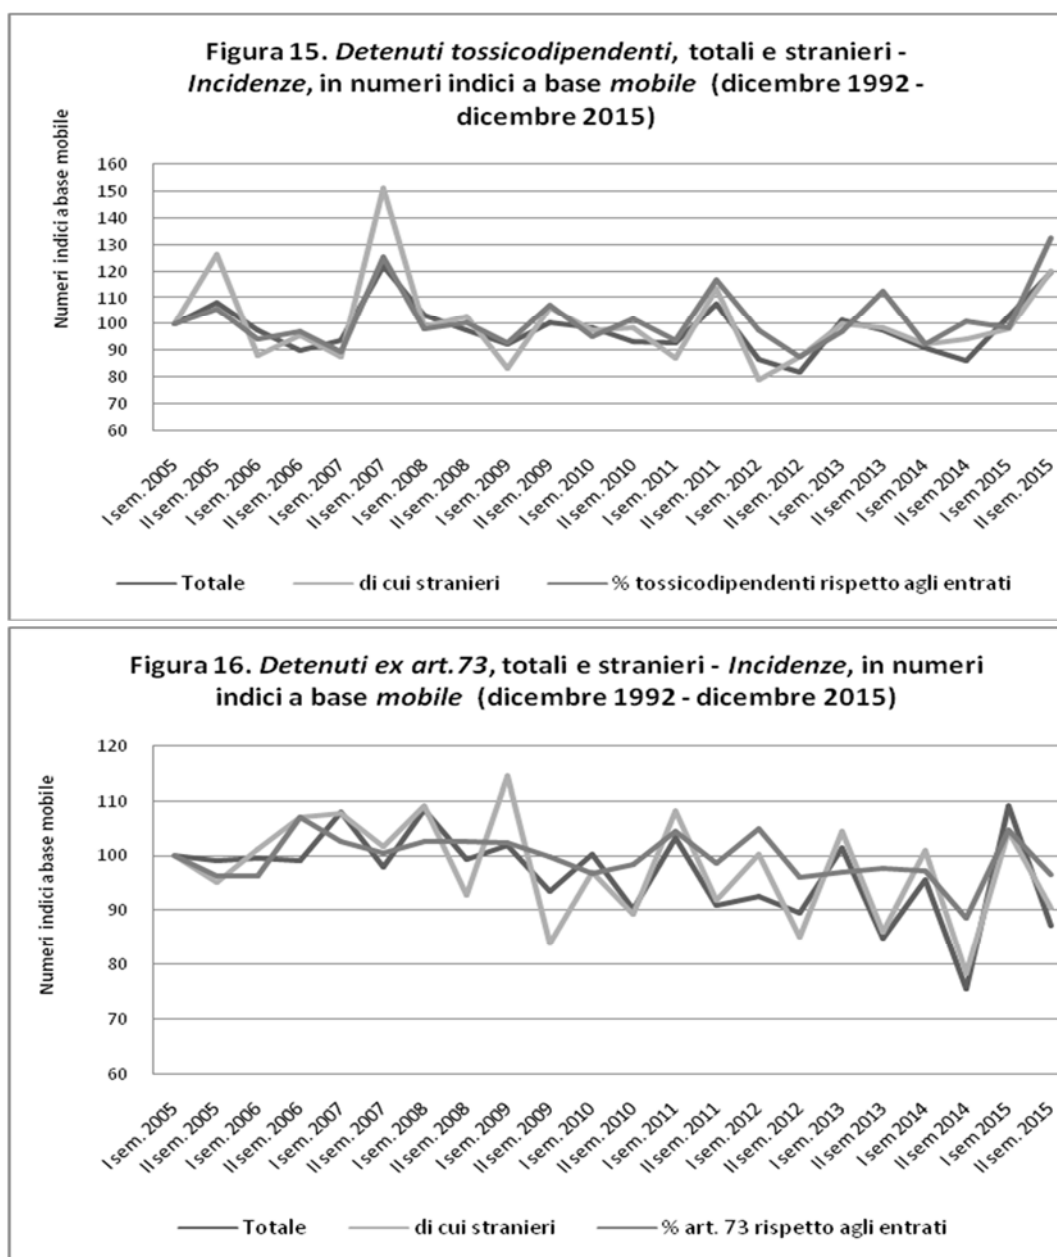 Figura 15. Detenuti tossicodipendenti, totali e stranieri -
Incidenze, in numeri indici a base mobile (dicembre 1992 -
dicembre 2015)
Numeri indici a base mobile
160
150
140
130
120
110
100
90
80
70
60
I sem. 2005
II sem. 2005
I sem. 2006
II sem. 2006
I sem. 2007
II sem. 2007
I sem. 2008
II sem. 2008
I sem. 2009
II sem. 2009
I sem. 2010
II sem. 2010
I sem. 2011
II sem. 2011
I sem. 2012
II sem. 2012
I sem. 2013
II sem. 2013
I sem. 2014
II sem. 2014
I sem. 2015
II sem. 2015
Totale di cui stranieri % tossicodipendenti rispetto agli entrati
Figura 16. Detenuti ex art.73, totali e stranieri - Incidenze, in numeri
indici a base mobile (dicembre 1992 - dicembre 2015)
Numeri indici a base mobile
120
110
100
90
80
70
60
I sem. 2005
II sem. 2005
I sem. 2006
II sem. 2006
I sem. 2007
II sem. 2007
I sem. 2008
II sem. 2008
I sem. 2009
II sem. 2009
I sem. 2010
II sem. 2010
I sem. 2011
II sem. 2011
I sem. 2012
II sem. 2012
I sem. 2013
II sem. 2013
I sem. 2014
II sem. 2014
I sem. 2015
II sem. 2015
Totale di cui stranieri % art. 73 rispetto agli entrati